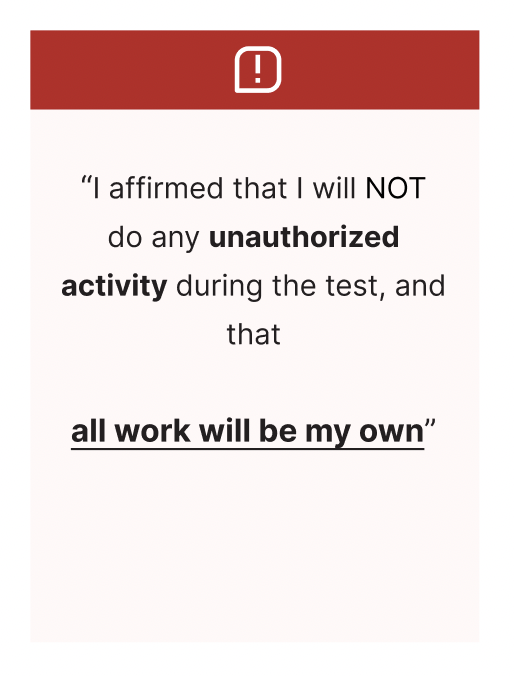 “I affirmed that I will NOT
do any unauthorized
activity during the test, and
that
all work will be my own”